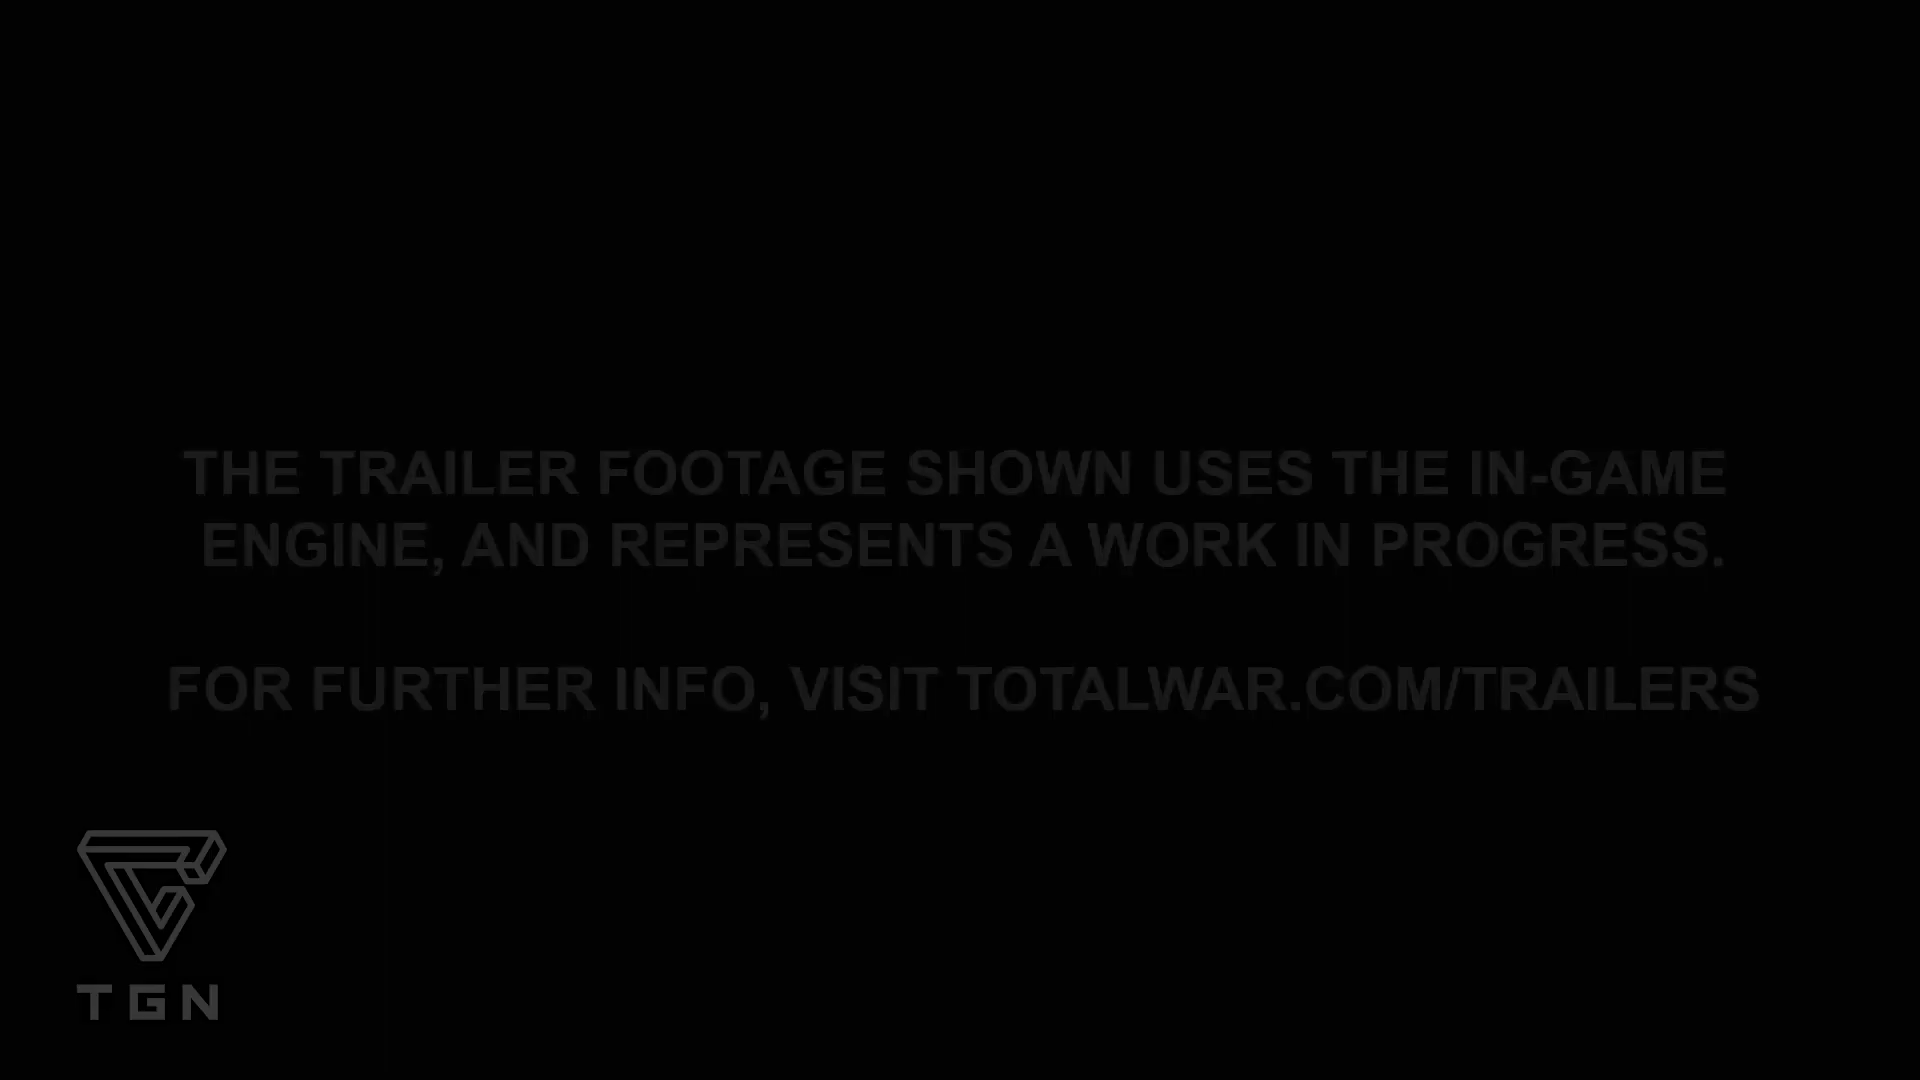 THE TRAILER FOOTAGE SHOWN USES THE IN-GAME
ENGINE, AND REPRESENTS A WORK IN PROGRESS.
FOR FURTHER INFO, VISIT TOTALWAR.COM/TRAILERS
TGN